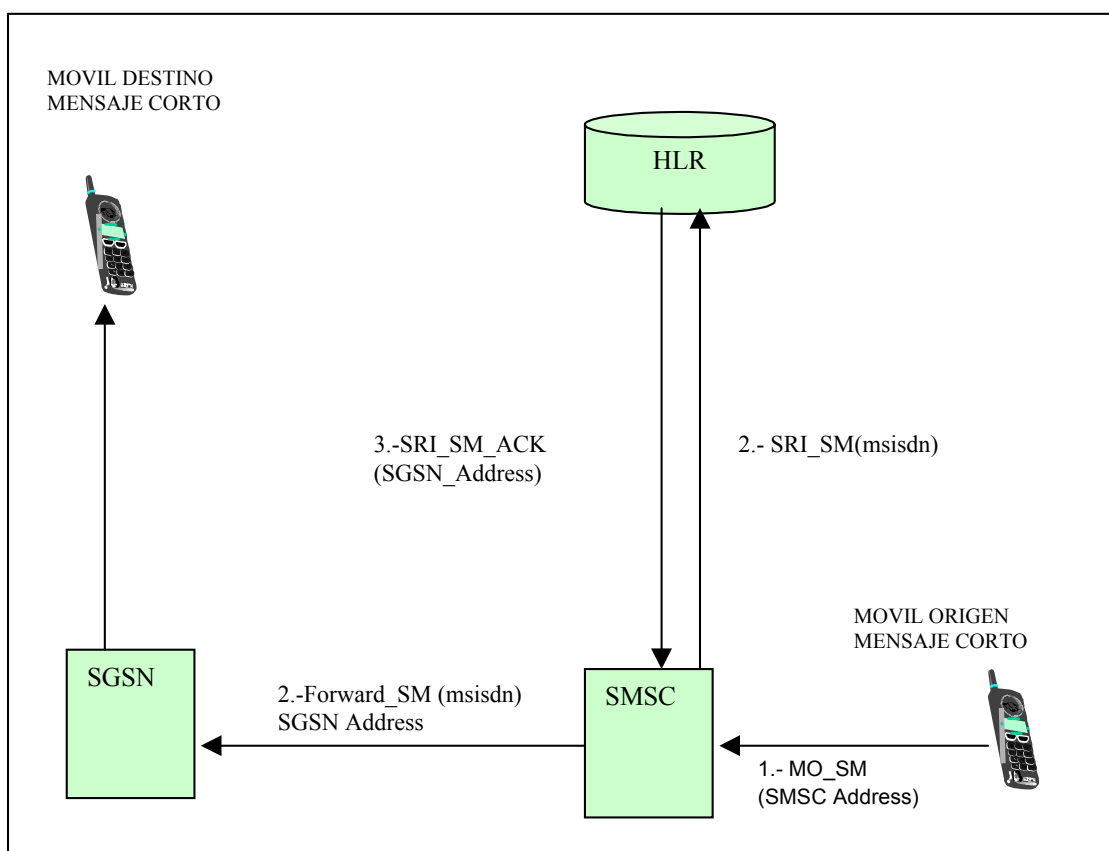 MOVIL DESTINO
MENSAJE CORTO
HLR
3.-SRI_SM_ACK
(SGSN_Address)
2.- SRI_SM(msisdn)
MOVIL ORIGEN
MENSAJE CORTO
SGSN
2.-Forward_SM (msisdn)
SGSN Address
SMSC
1.- MO_SM
(SMSC Address)